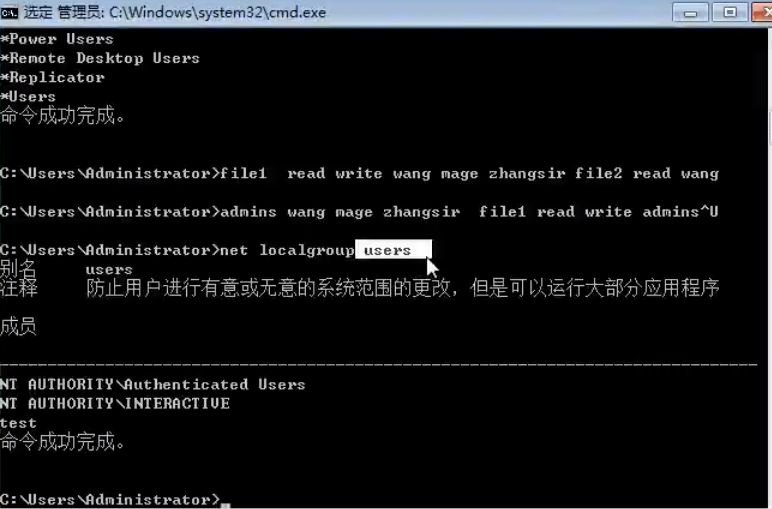 选定 管理员: C:\Windows\system32\cmd.exe
*Power Users
*Remote Desktop Users
*Replicator
*Users
命令成功完成。
C:\Users\Administrator>file1  read write wang mage zhangsir file2 read wang
C:\Users\Administrator>admins wang mage zhangsir  file1 read write admins^U
C:\Users\Administrator>net localgroup users
别名     users
注释     防止用户进行有意或无意的系统范围的更改，但是可以运行大部分应用程序
成员
-------------------------------------------------------------------------------
NT AUTHORITY\Authenticated Users
NT AUTHORITY\INTERACTIVE
test
命令成功完成。
C:\Users\Administrator>_